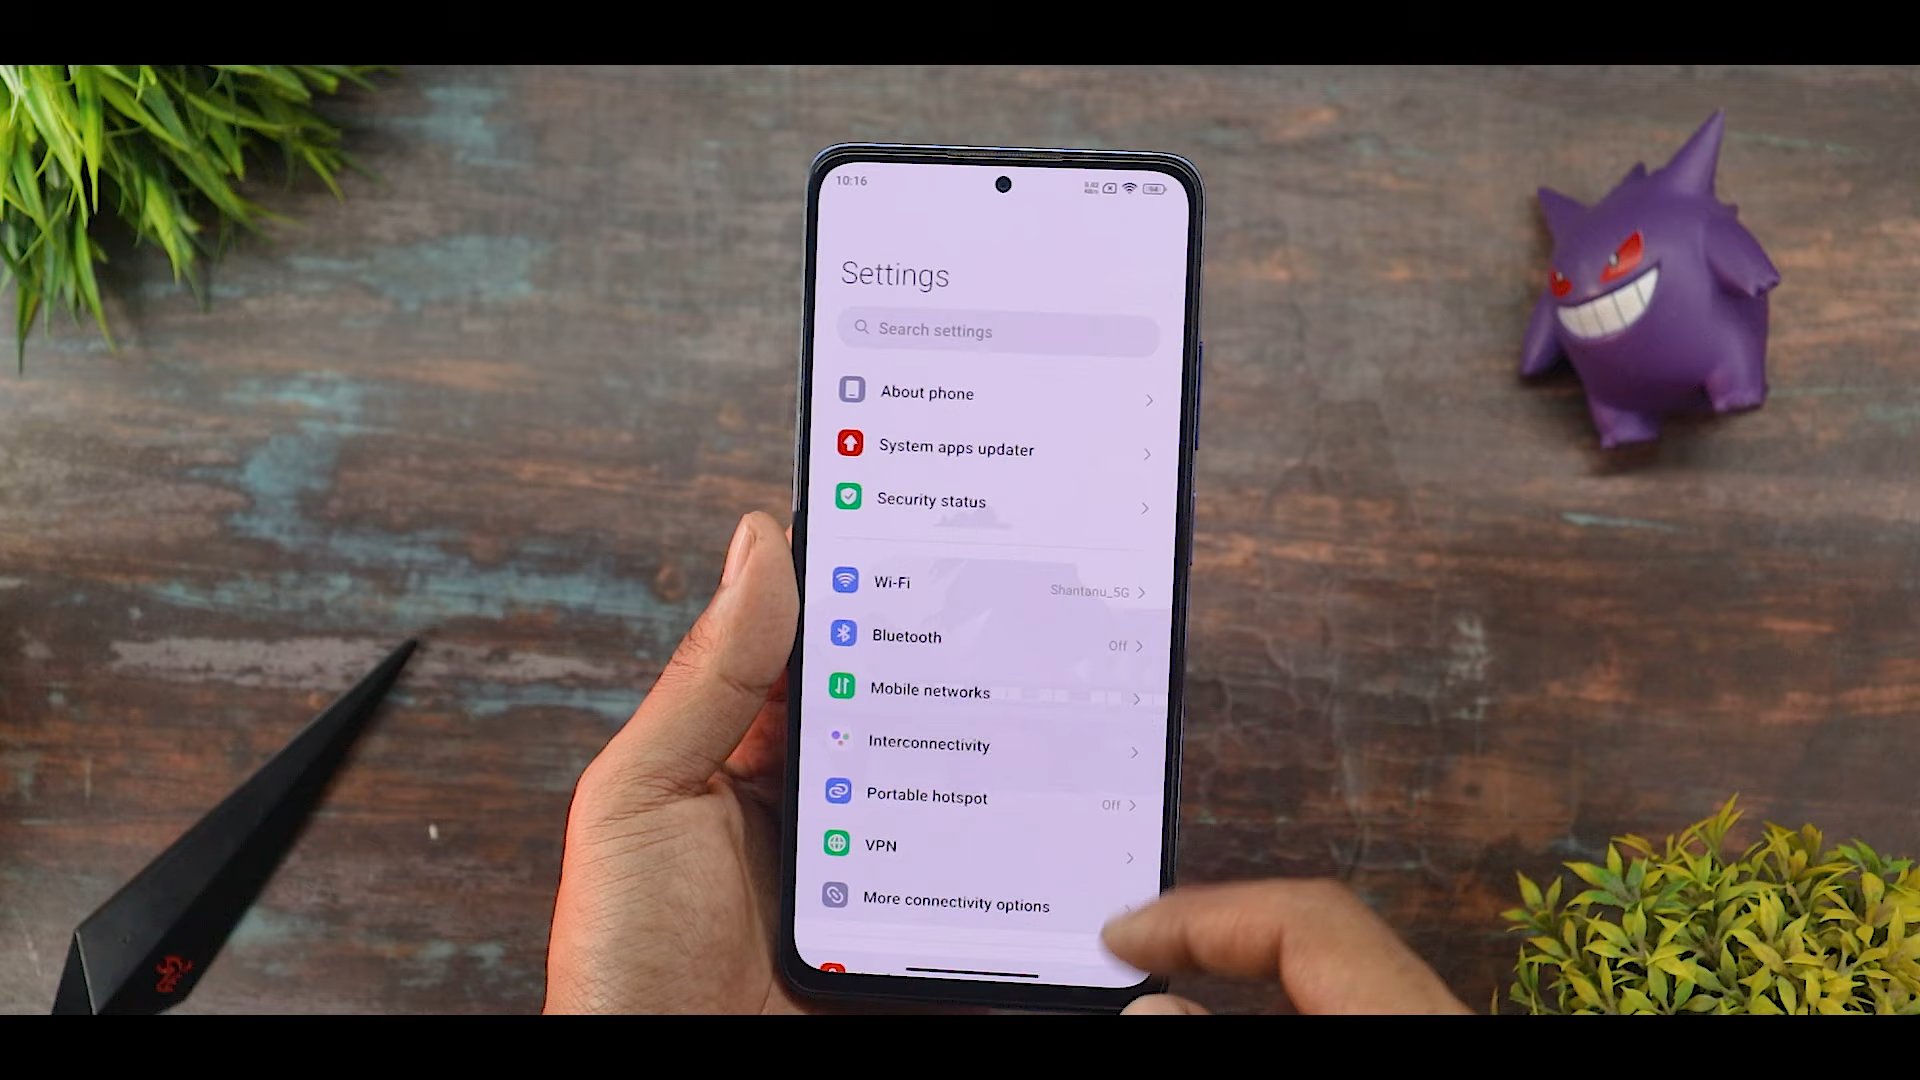 10:16
Settings
Search settings
About phone
System apps updater
Security status
Wi-Fi Shantanu_5G
Bluetooth Off
Mobile networks
Interconnectivity
Portable hotspot Off
VPN
More connectivity options